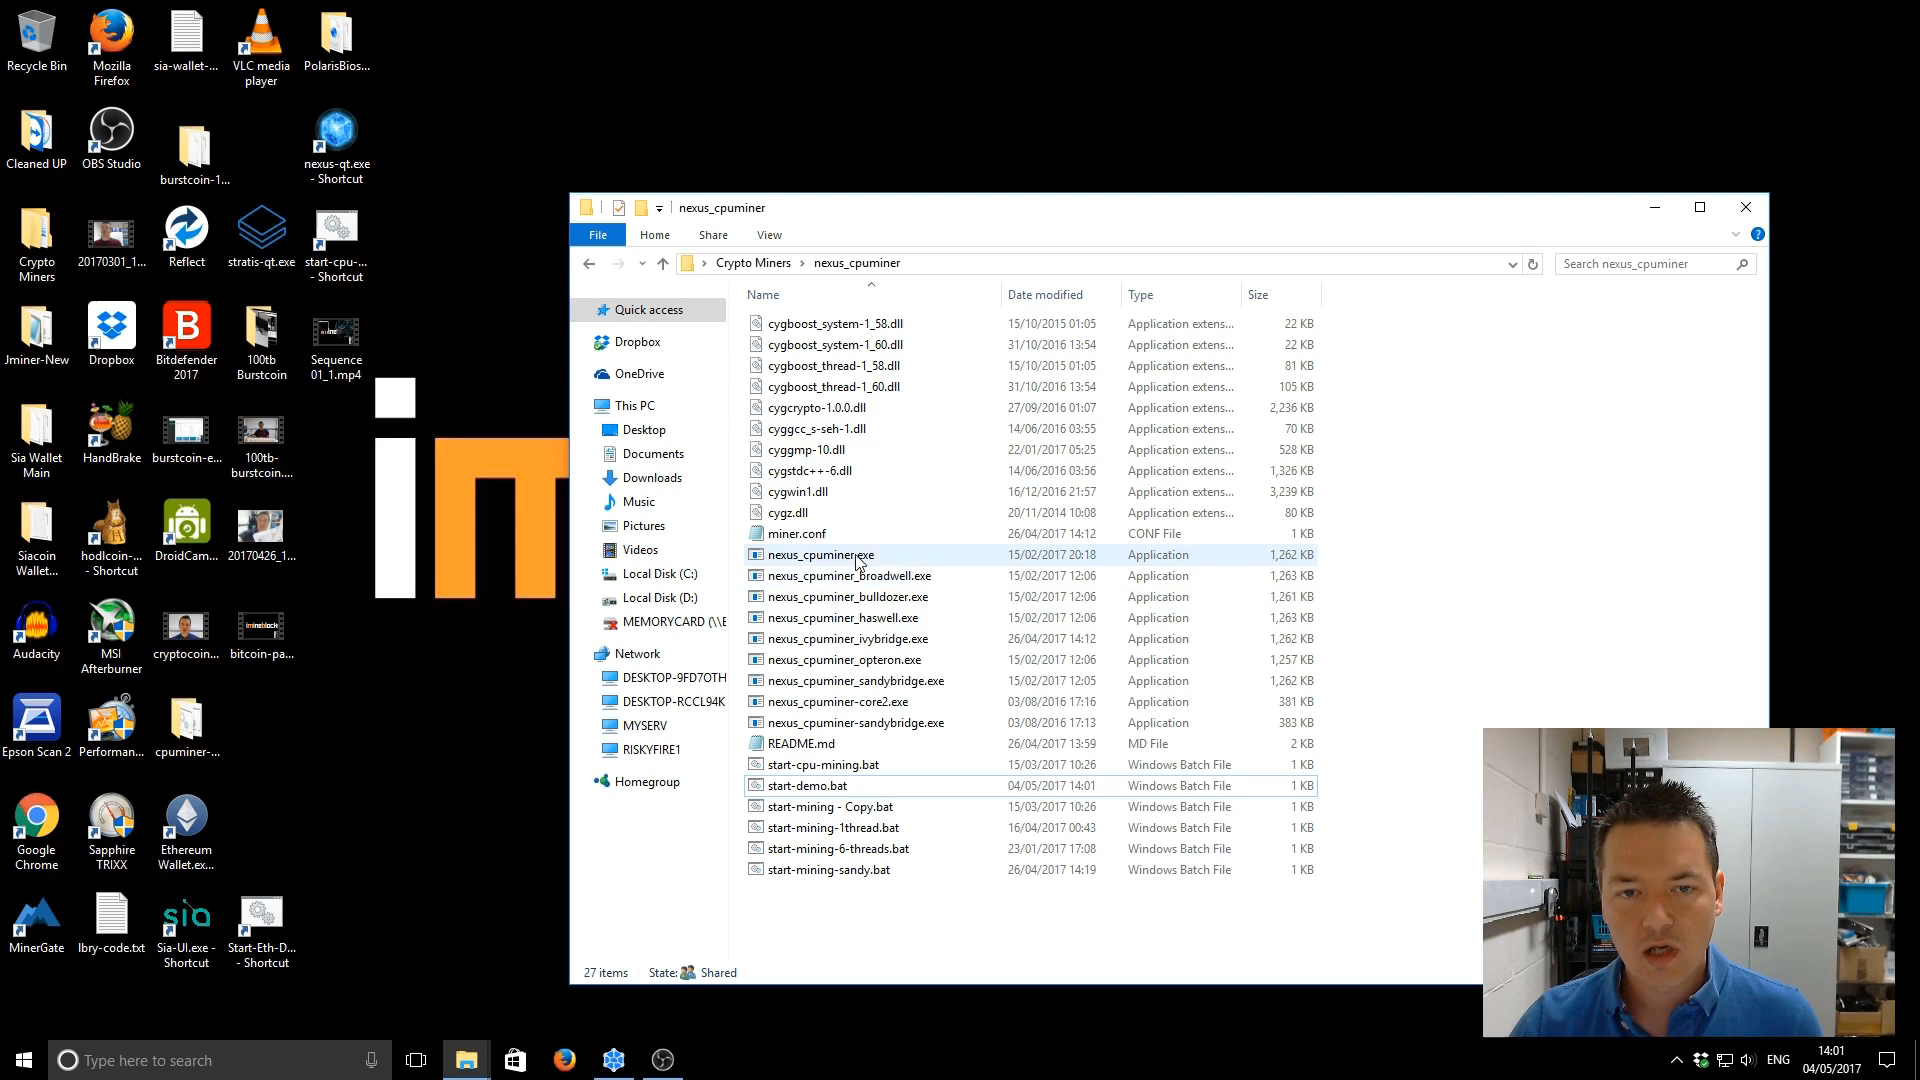 Recycle Bin
Mozilla
Firefox
sia-wallet-...
VLC media
player
PolarisBios...
Cleaned UP
OBS Studio
burstcoin-1...
nexus-qt.exe
- Shortcut
Crypto
Miners
20170301_1...
Reflect
stratis-qt.exe
start-cpu-...
- Shortcut
Jminer-New
Dropbox
Bitdefender
2017
100tb
Burstcoin
Sequence
01_1.mp4
Sia Wallet
Main
HandBrake
burstcoin-e...
100tb-
burstcoin....
Siacoin
Wallet...
hodlcoin-...
- Shortcut
DroidCam...
20170426_1...
Audacity
MSI
Afterburner
cryptocoin...
imineblock
bitcoin-pa...
Epson Scan 2
Performan...
cpuminer-...
Google
Chrome
Sapphire
TRIXX
Ethereum
Wallet.ex...
MinerGate
lbry-code.txt
sia
Sia-UI.exe -
Shortcut
Start-Eth-D...
- Shortcut
im
nexus_cpuminer
File
Home
Share
View
Crypto Miners
nexus_cpuminer
Search nexus_cpuminer
Quick access
Dropbox
OneDrive
This PC
Desktop
Documents
Downloads
Music
Pictures
Videos
Local Disk (C:)
Local Disk (D:)
MEMORYCARD (\\E
Network
DESKTOP-9FD7OTH
DESKTOP-RCCL94K
MYSERV
RISKYFIRE1
Homegroup
Name Date modified Type Size
cygboost_system-1_58.dll 15/10/2015 01:05 Application extens... 22 KB
cygboost_system-1_60.dll 31/10/2016 13:54 Application extens... 22 KB
cygboost_thread-1_58.dll 15/10/2015 01:05 Application extens... 81 KB
cygboost_thread-1_60.dll 31/10/2016 13:54 Application extens... 105 KB
cygcrypto-1.0.0.dll 27/09/2016 01:07 Application extens... 2,236 KB
cyggcc_s-seh-1.dll 14/06/2016 03:55 Application extens... 70 KB
cyggmp-10.dll 22/01/2017 05:25 Application extens... 528 KB
cygstdc++-6.dll 14/06/2016 03:56 Application extens... 1,326 KB
cygwin1.dll 16/12/2016 21:57 Application extens... 3,239 KB
cygz.dll 20/11/2014 10:08 Application extens... 80 KB
miner.conf 26/04/2017 14:12 CONF File 1 KB
nexus_cpuminer.exe 15/02/2017 20:18 Application 1,262 KB
nexus_cpuminer_broadwell.exe 15/02/2017 12:06 Application 1,263 KB
nexus_cpuminer_bulldozer.exe 15/02/2017 12:06 Application 1,261 KB
nexus_cpuminer_haswell.exe 15/02/2017 12:06 Application 1,263 KB
nexus_cpuminer_ivybridge.exe 26/04/2017 14:12 Application 1,262 KB
nexus_cpuminer_opteron.exe 15/02/2017 12:06 Application 1,257 KB
nexus_cpuminer_sandybridge.exe 15/02/2017 12:05 Application 1,262 KB
nexus_cpuminer-core2.exe 03/08/2016 17:16 Application 381 KB
nexus_cpuminer-sandybridge.exe 03/08/2016 17:13 Application 383 KB
README.md 26/04/2017 13:59 MD File 2 KB
start-cpu-mining.bat 15/03/2017 10:26 Windows Batch File 1 KB
start-demo.bat 04/05/2017 14:01 Windows Batch File 1 KB
start-mining - Copy.bat 15/03/2017 10:26 Windows Batch File 1 KB
start-mining-1thread.bat 16/04/2017 00:43 Windows Batch File 1 KB
start-mining-6-threads.bat 23/01/2017 17:08 Windows Batch File 1 KB
start-mining-sandy.bat 26/04/2017 14:19 Windows Batch File 1 KB
27 items State: Shared
Type here to search
ENG
14:01
04/05/2017